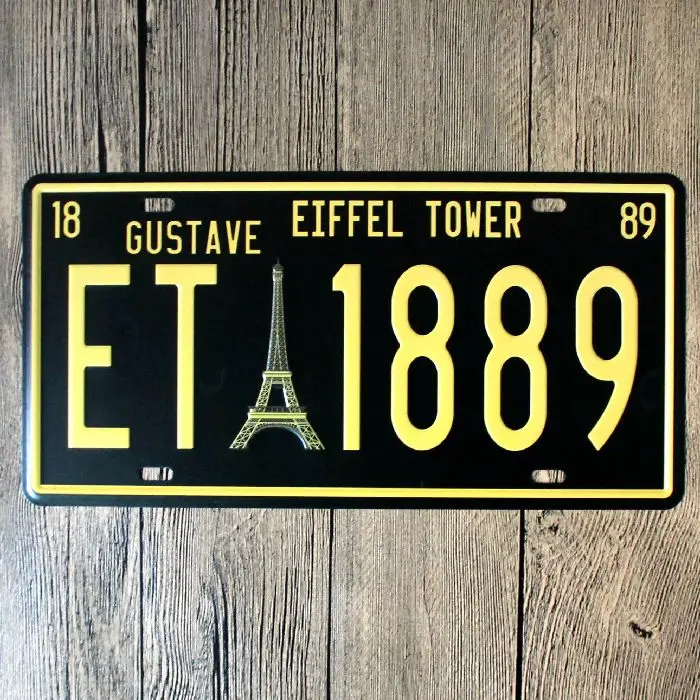 18 GUSTAVE EIFFEL TOWER 89
ET 1889